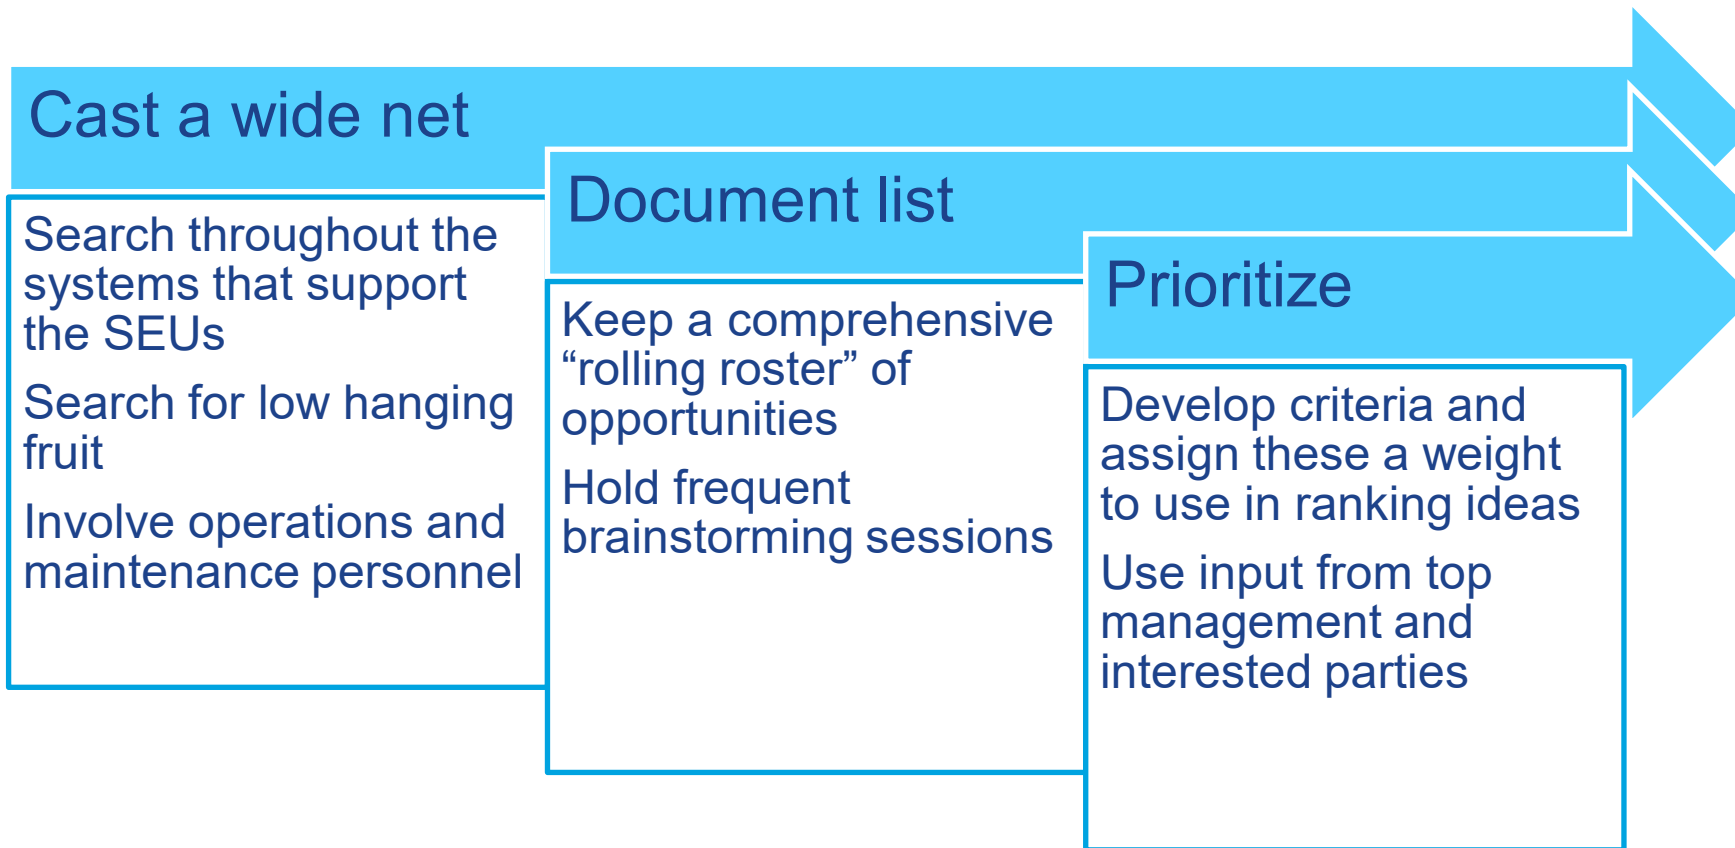 Cast a wide net
Search throughout the
systems that support
the SEUs
Search for low hanging
fruit
Involve operations and
maintenance personnel
Document list
Keep a comprehensive
“rolling roster” of
opportunities
Hold frequent
brainstorming sessions
Prioritize
Develop criteria and
assign these a weight
to use in ranking ideas
Use input from top
management and
interested parties